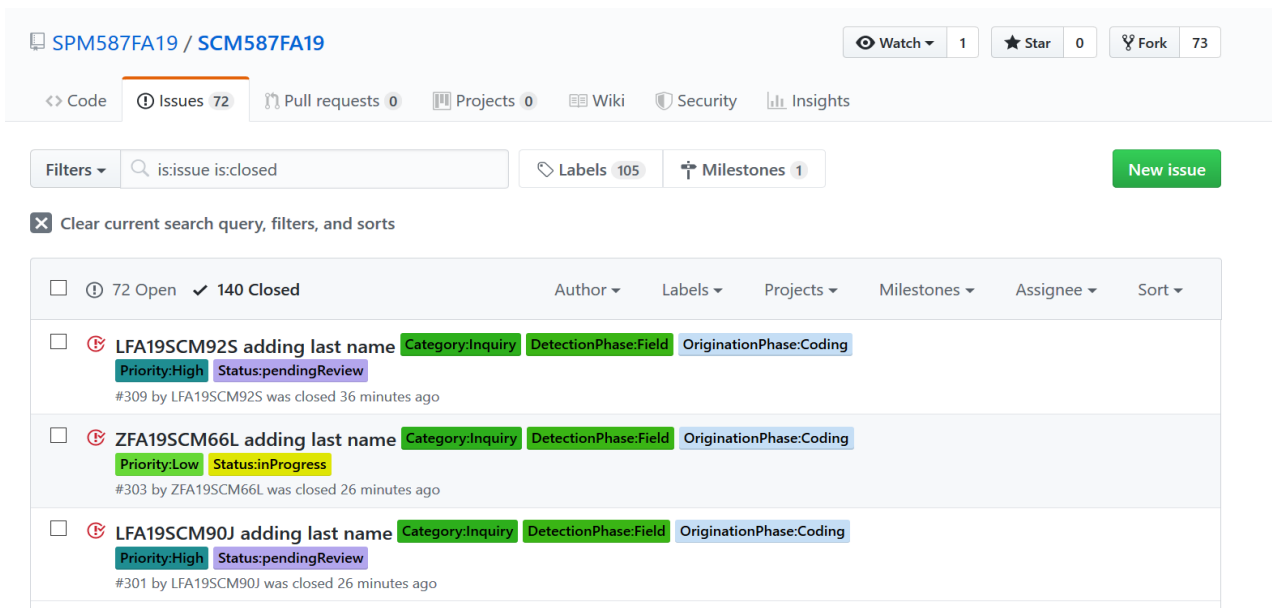 SPM587FA19 / SCM587FA19 Watch 1 Star 0 Fork 73
Code Issues 72 Pull requests 0 Projects 0 Wiki Security Insights
Filters is:issue is:closed Labels 105 Milestones 1 New issue
Clear current search query, filters, and sorts
72 Open 140 Closed Author Labels Projects Milestones Assignee Sort
LFA19SCM92S adding last name Category:Inquiry DetectionPhase:Field OriginationPhase:Coding
Priority:High Status:pendingReview
#309 by LFA19SCM92S was closed 36 minutes ago
ZFA19SCM66L adding last name Category:Inquiry DetectionPhase:Field OriginationPhase:Coding
Priority:Low Status:inProgress
#303 by ZFA19SCM66L was closed 26 minutes ago
LFA19SCM90J adding last name Category:Inquiry DetectionPhase:Field OriginationPhase:Coding
Priority:High Status:pendingReview
#301 by LFA19SCM90J was closed 26 minutes ago